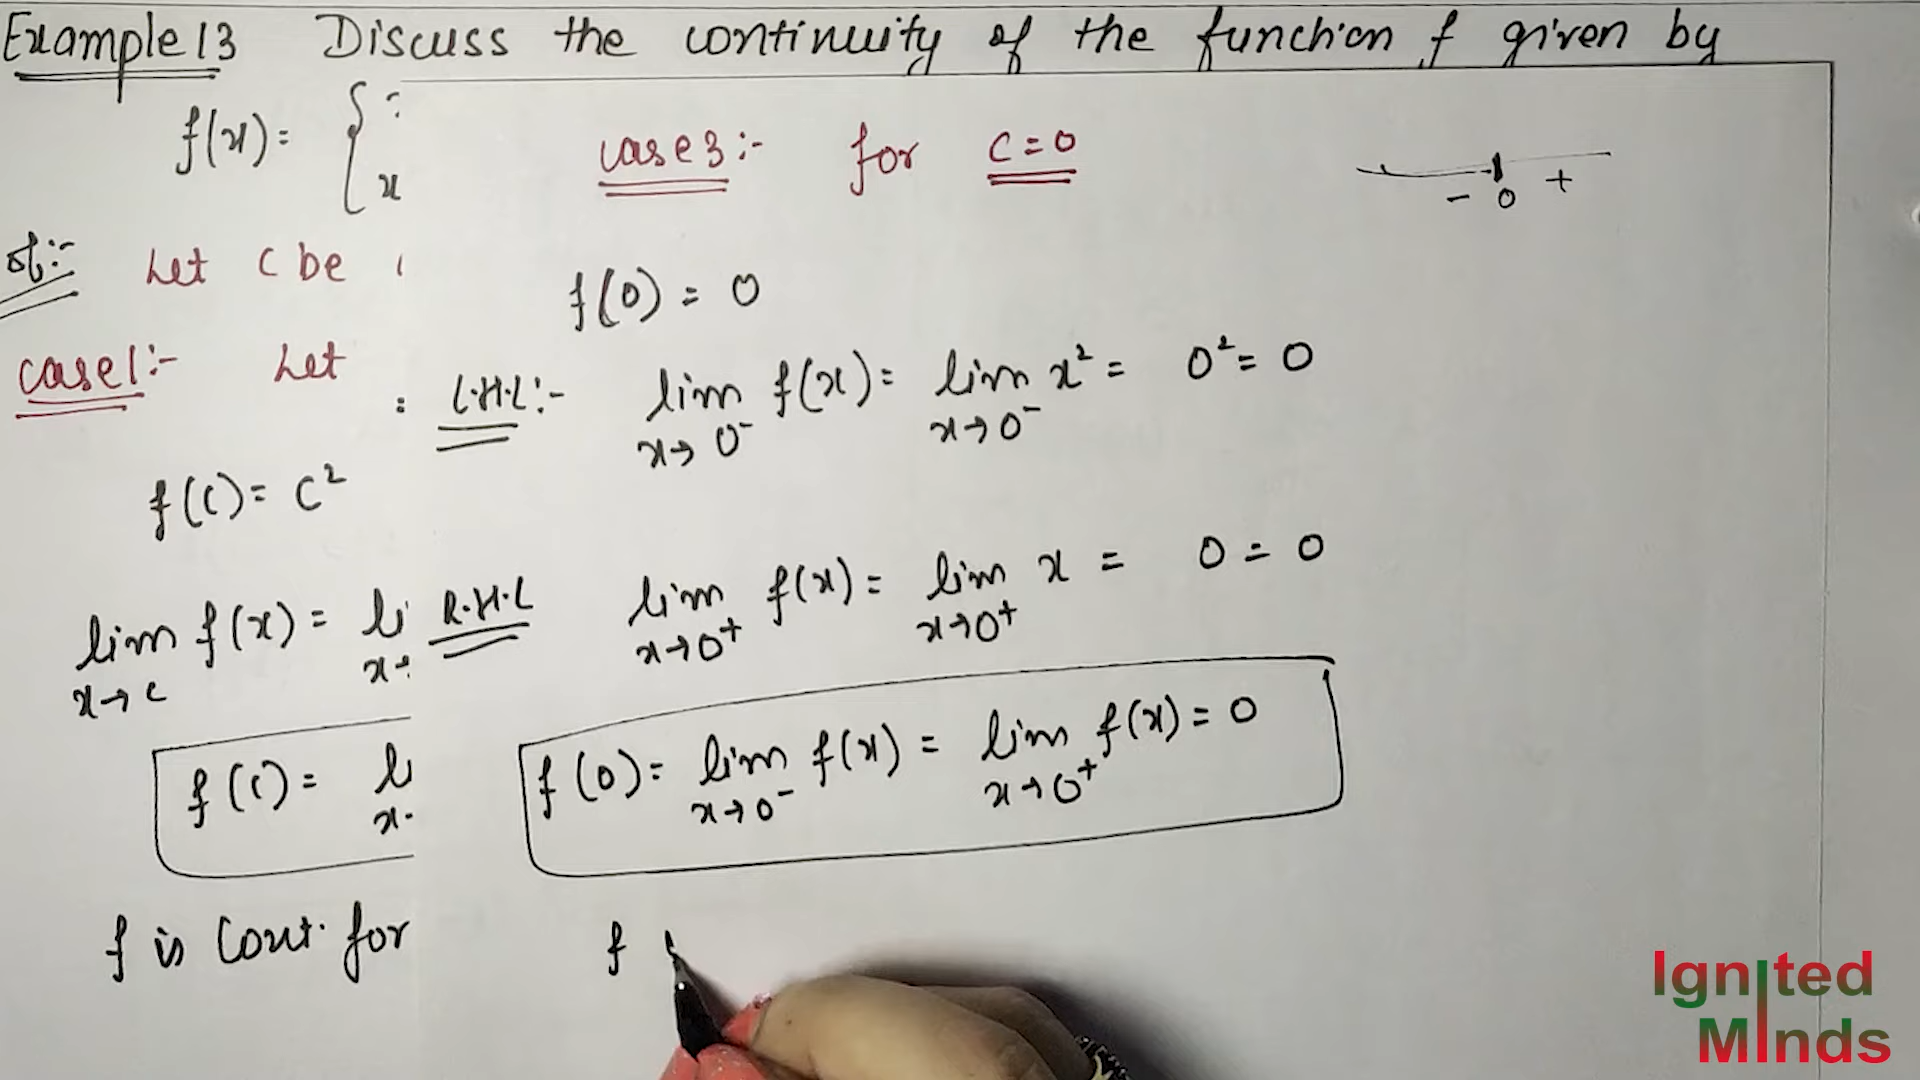 Example 13 Discuss the continuity of the function f given by
f(x) = {
x
Case 3:- for c = 0
- 0 +
Let C be
f(0) = 0
Case 1:- Let
L.H.L:- lim f(x) = lim x² = 0² = 0
x→0⁻ x→0⁻
f(c) = c²
lim f(x) = li
x→c x→
R.H.L lim f(x) = lim x = 0 = 0
x→0⁺ x→0⁺
f(c) = li
x-
f(0) = lim f(x) = lim f(x) = 0
x→0⁻ x→0⁺
f is Cont. for
f
Ignited
Minds